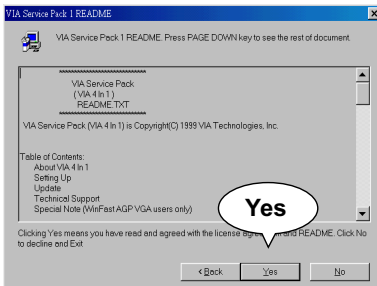 VIA Service Pack 1 README
VIA Service Pack 1 README. Press PAGE DOWN key to see the rest of document.
VIA Service Pack
(VIA 4 In 1)
README.TXT
VIA Service Pack (VIA 4 In 1) is Copyright(C) 1999 VIA Technologies, Inc.
Table of Contents:
About VIA 4 In 1
Setting Up
Update
Technical Support
Special Note (WinFast AGP VGA users only)
Yes
Clicking Yes means you have read and agreed with the license and README. Click No
to decline and Exit
< Back
Yes
No